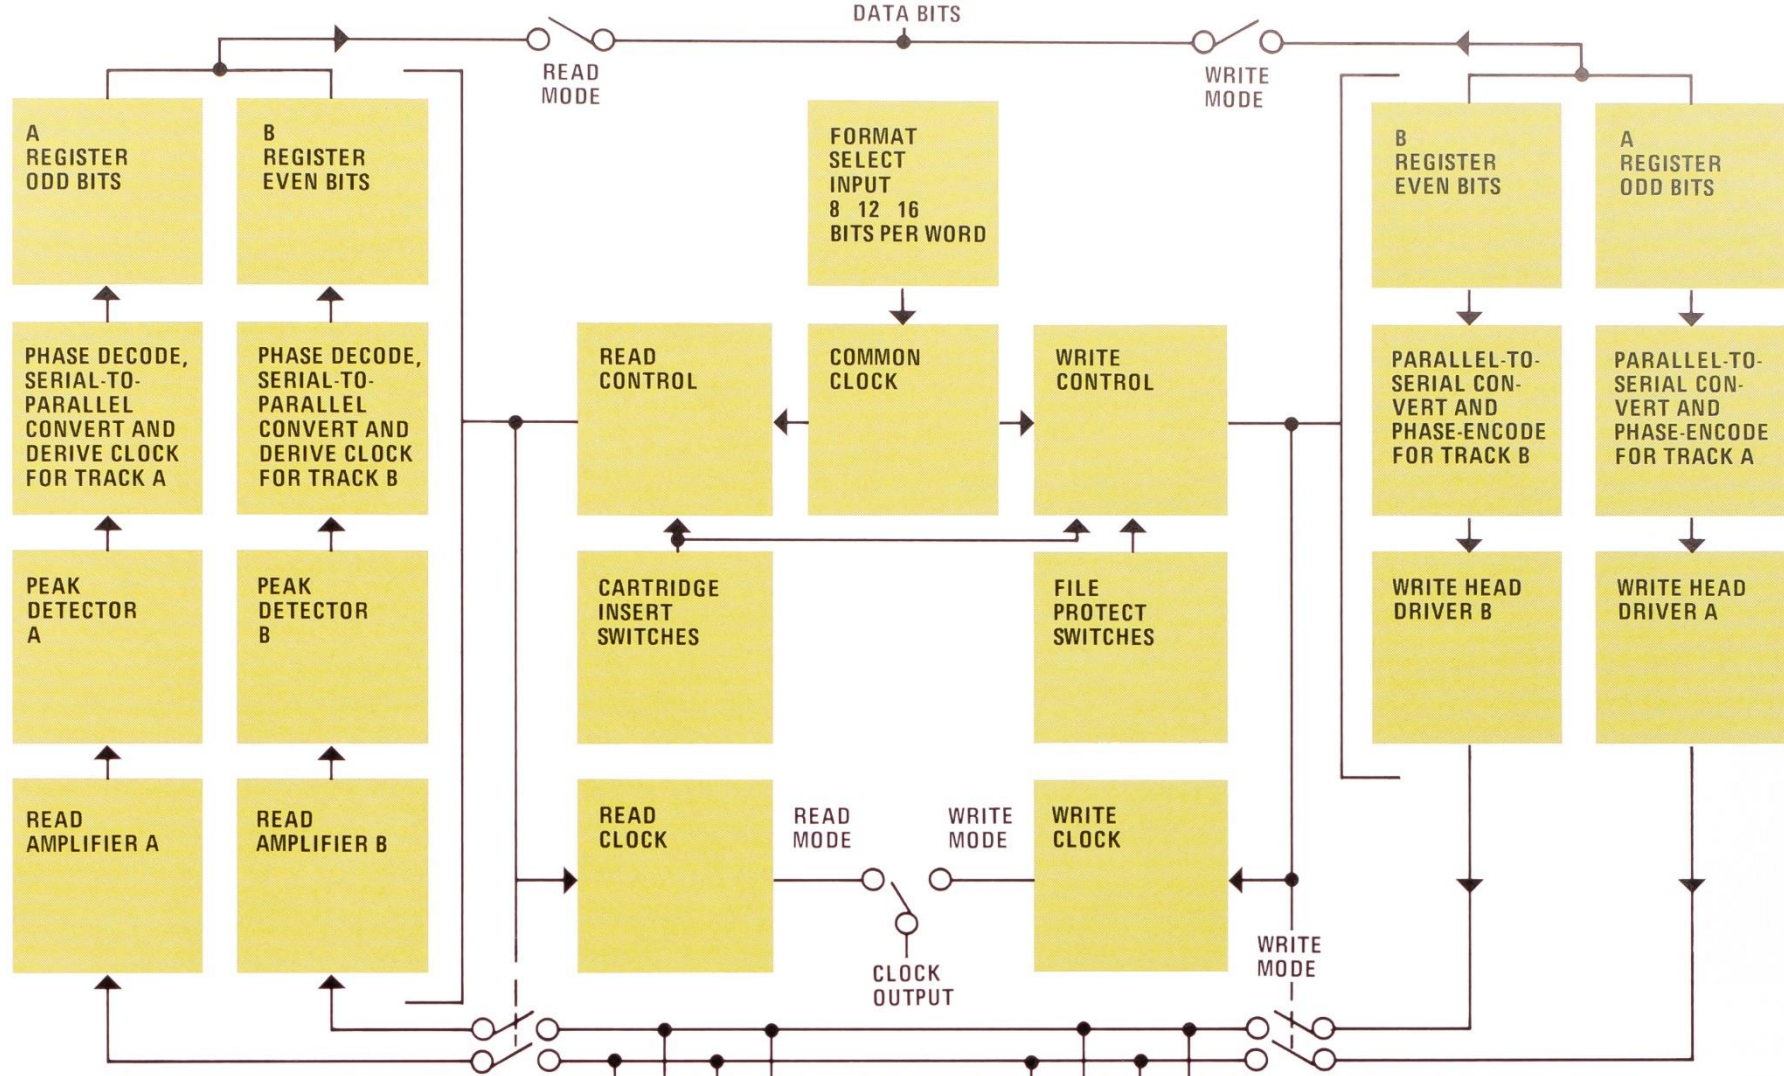 DATA BITS
READ
MODE
WRITE
MODE
A
REGISTER
ODD BITS
B
REGISTER
EVEN BITS
FORMAT
SELECT
INPUT
8 12 16
BITS PER WORD
B
REGISTER
EVEN BITS
A
REGISTER
ODD BITS
PHASE DECODE,
SERIAL-TO-
PARALLEL
CONVERT AND
DERIVE CLOCK
FOR TRACK A
PHASE DECODE,
SERIAL-TO-
PARALLEL
CONVERT AND
DERIVE CLOCK
FOR TRACK B
READ
CONTROL
COMMON
CLOCK
WRITE
CONTROL
PARALLEL-TO-
SERIAL CON-
VERT AND
PHASE-ENCODE
FOR TRACK B
PARALLEL-TO-
SERIAL CON-
VERT AND
PHASE-ENCODE
FOR TRACK A
PEAK
DETECTOR
A
PEAK
DETECTOR
B
CARTRIDGE
INSERT
SWITCHES
FILE
PROTECT
SWITCHES
WRITE HEAD
DRIVER B
WRITE HEAD
DRIVER A
READ
AMPLIFIER A
READ
AMPLIFIER B
READ
CLOCK
READ
MODE
WRITE
MODE
WRITE
CLOCK
CLOCK
OUTPUT
WRITE
MODE